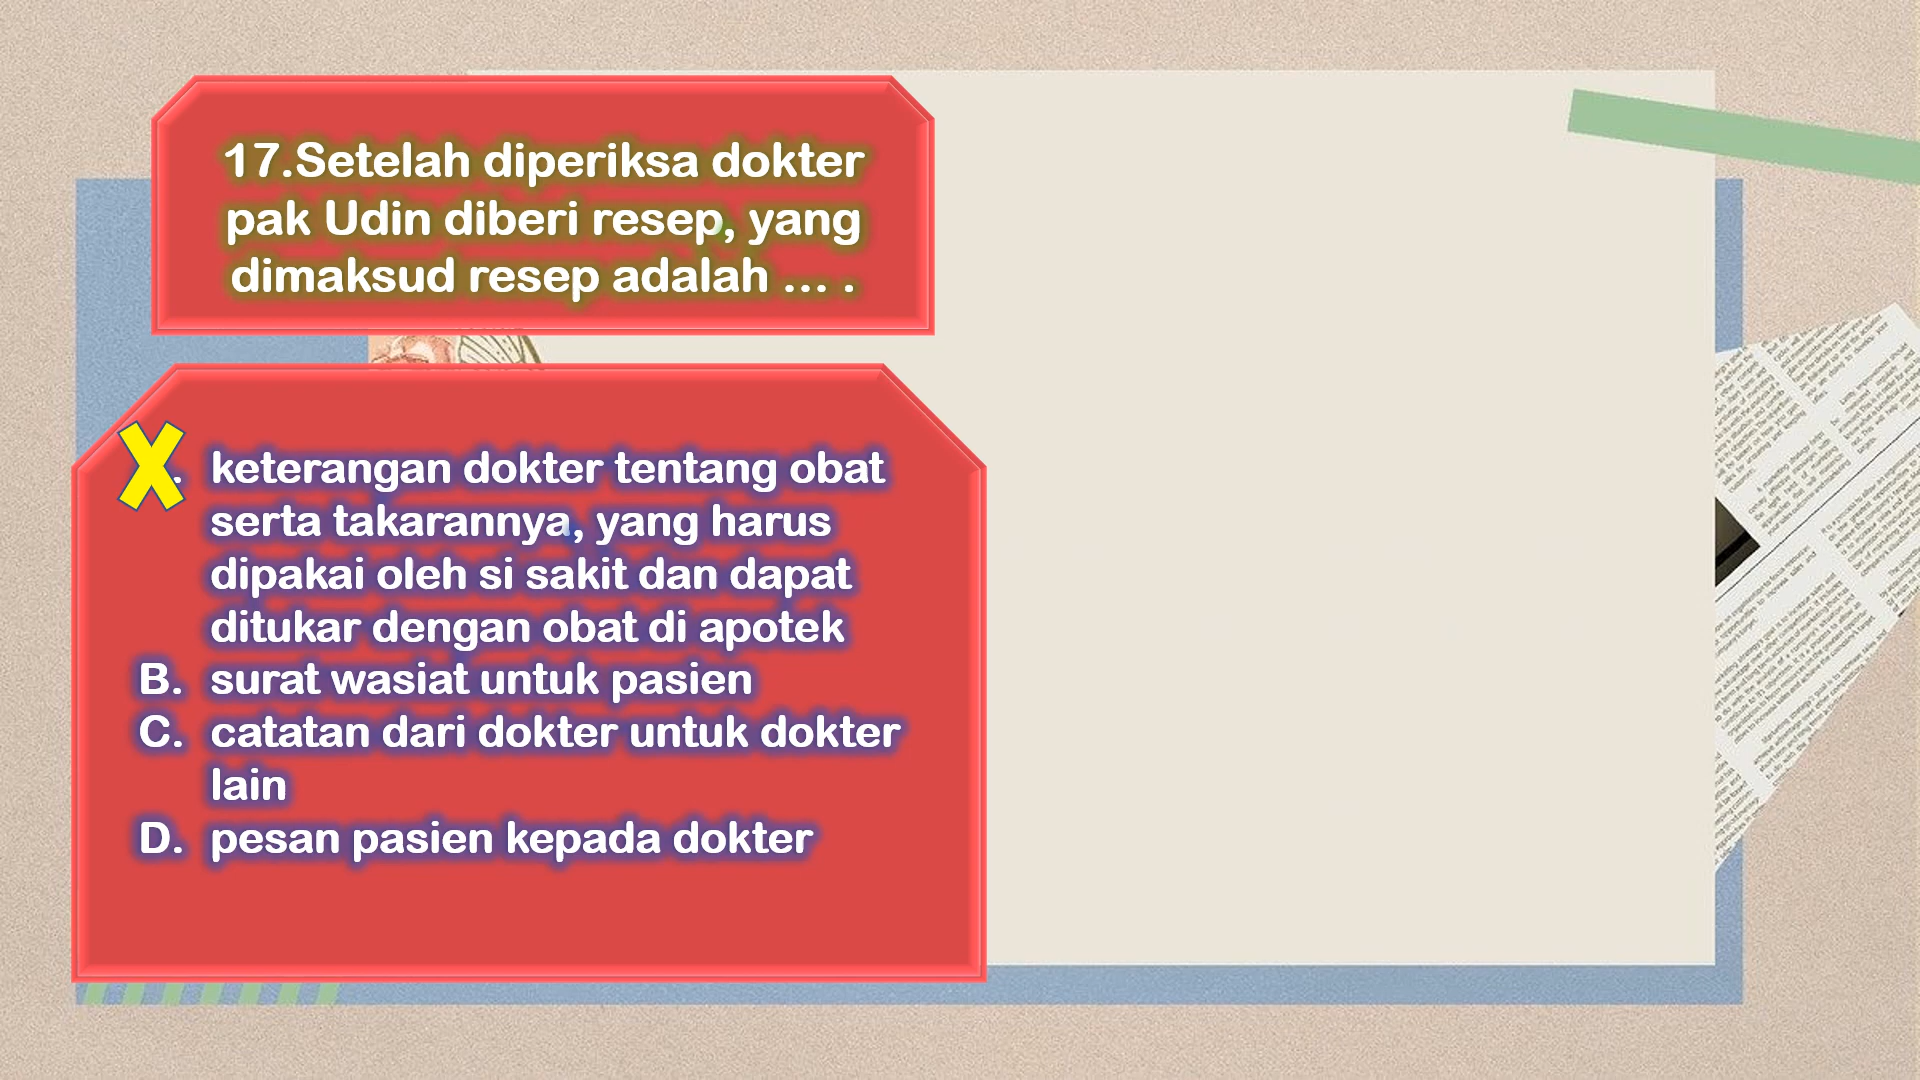 17.Setelah diperiksa dokter
pak Udin diberi resep, yang
dimaksud resep adalah ... .
keterangan dokter tentang obat
serta takarannya, yang harus
dipakai oleh si sakit dan dapat
ditukar dengan obat di apotek
B. surat wasiat untuk pasien
C. catatan dari dokter untuk dokter
lain
D. pesan pasien kepada dokter